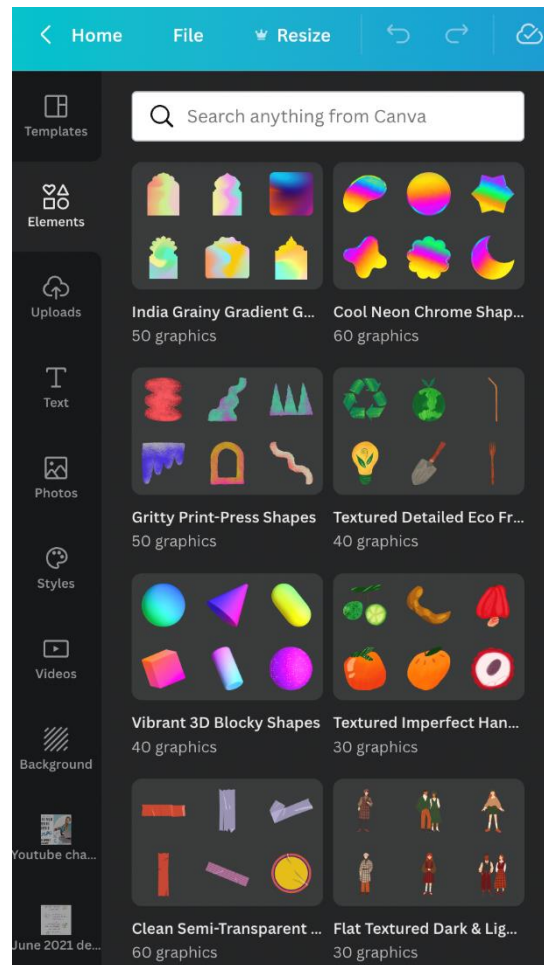 Home File Resize
Templates
Search anything from Canva
Elements
India Grainy Gradient G... Cool Neon Chrome Shap...
50 graphics 60 graphics
Uploads
Text
Gritty Print-Press Shapes Textured Detailed Eco Fr...
50 graphics 40 graphics
Photos
Styles
Videos
Vibrant 3D Blocky Shapes Textured Imperfect Han...
40 graphics 30 graphics
Background
Youtube cha...
Clean Semi-Transparent ... Flat Textured Dark & Lig...
60 graphics 30 graphics
June 2021 de...